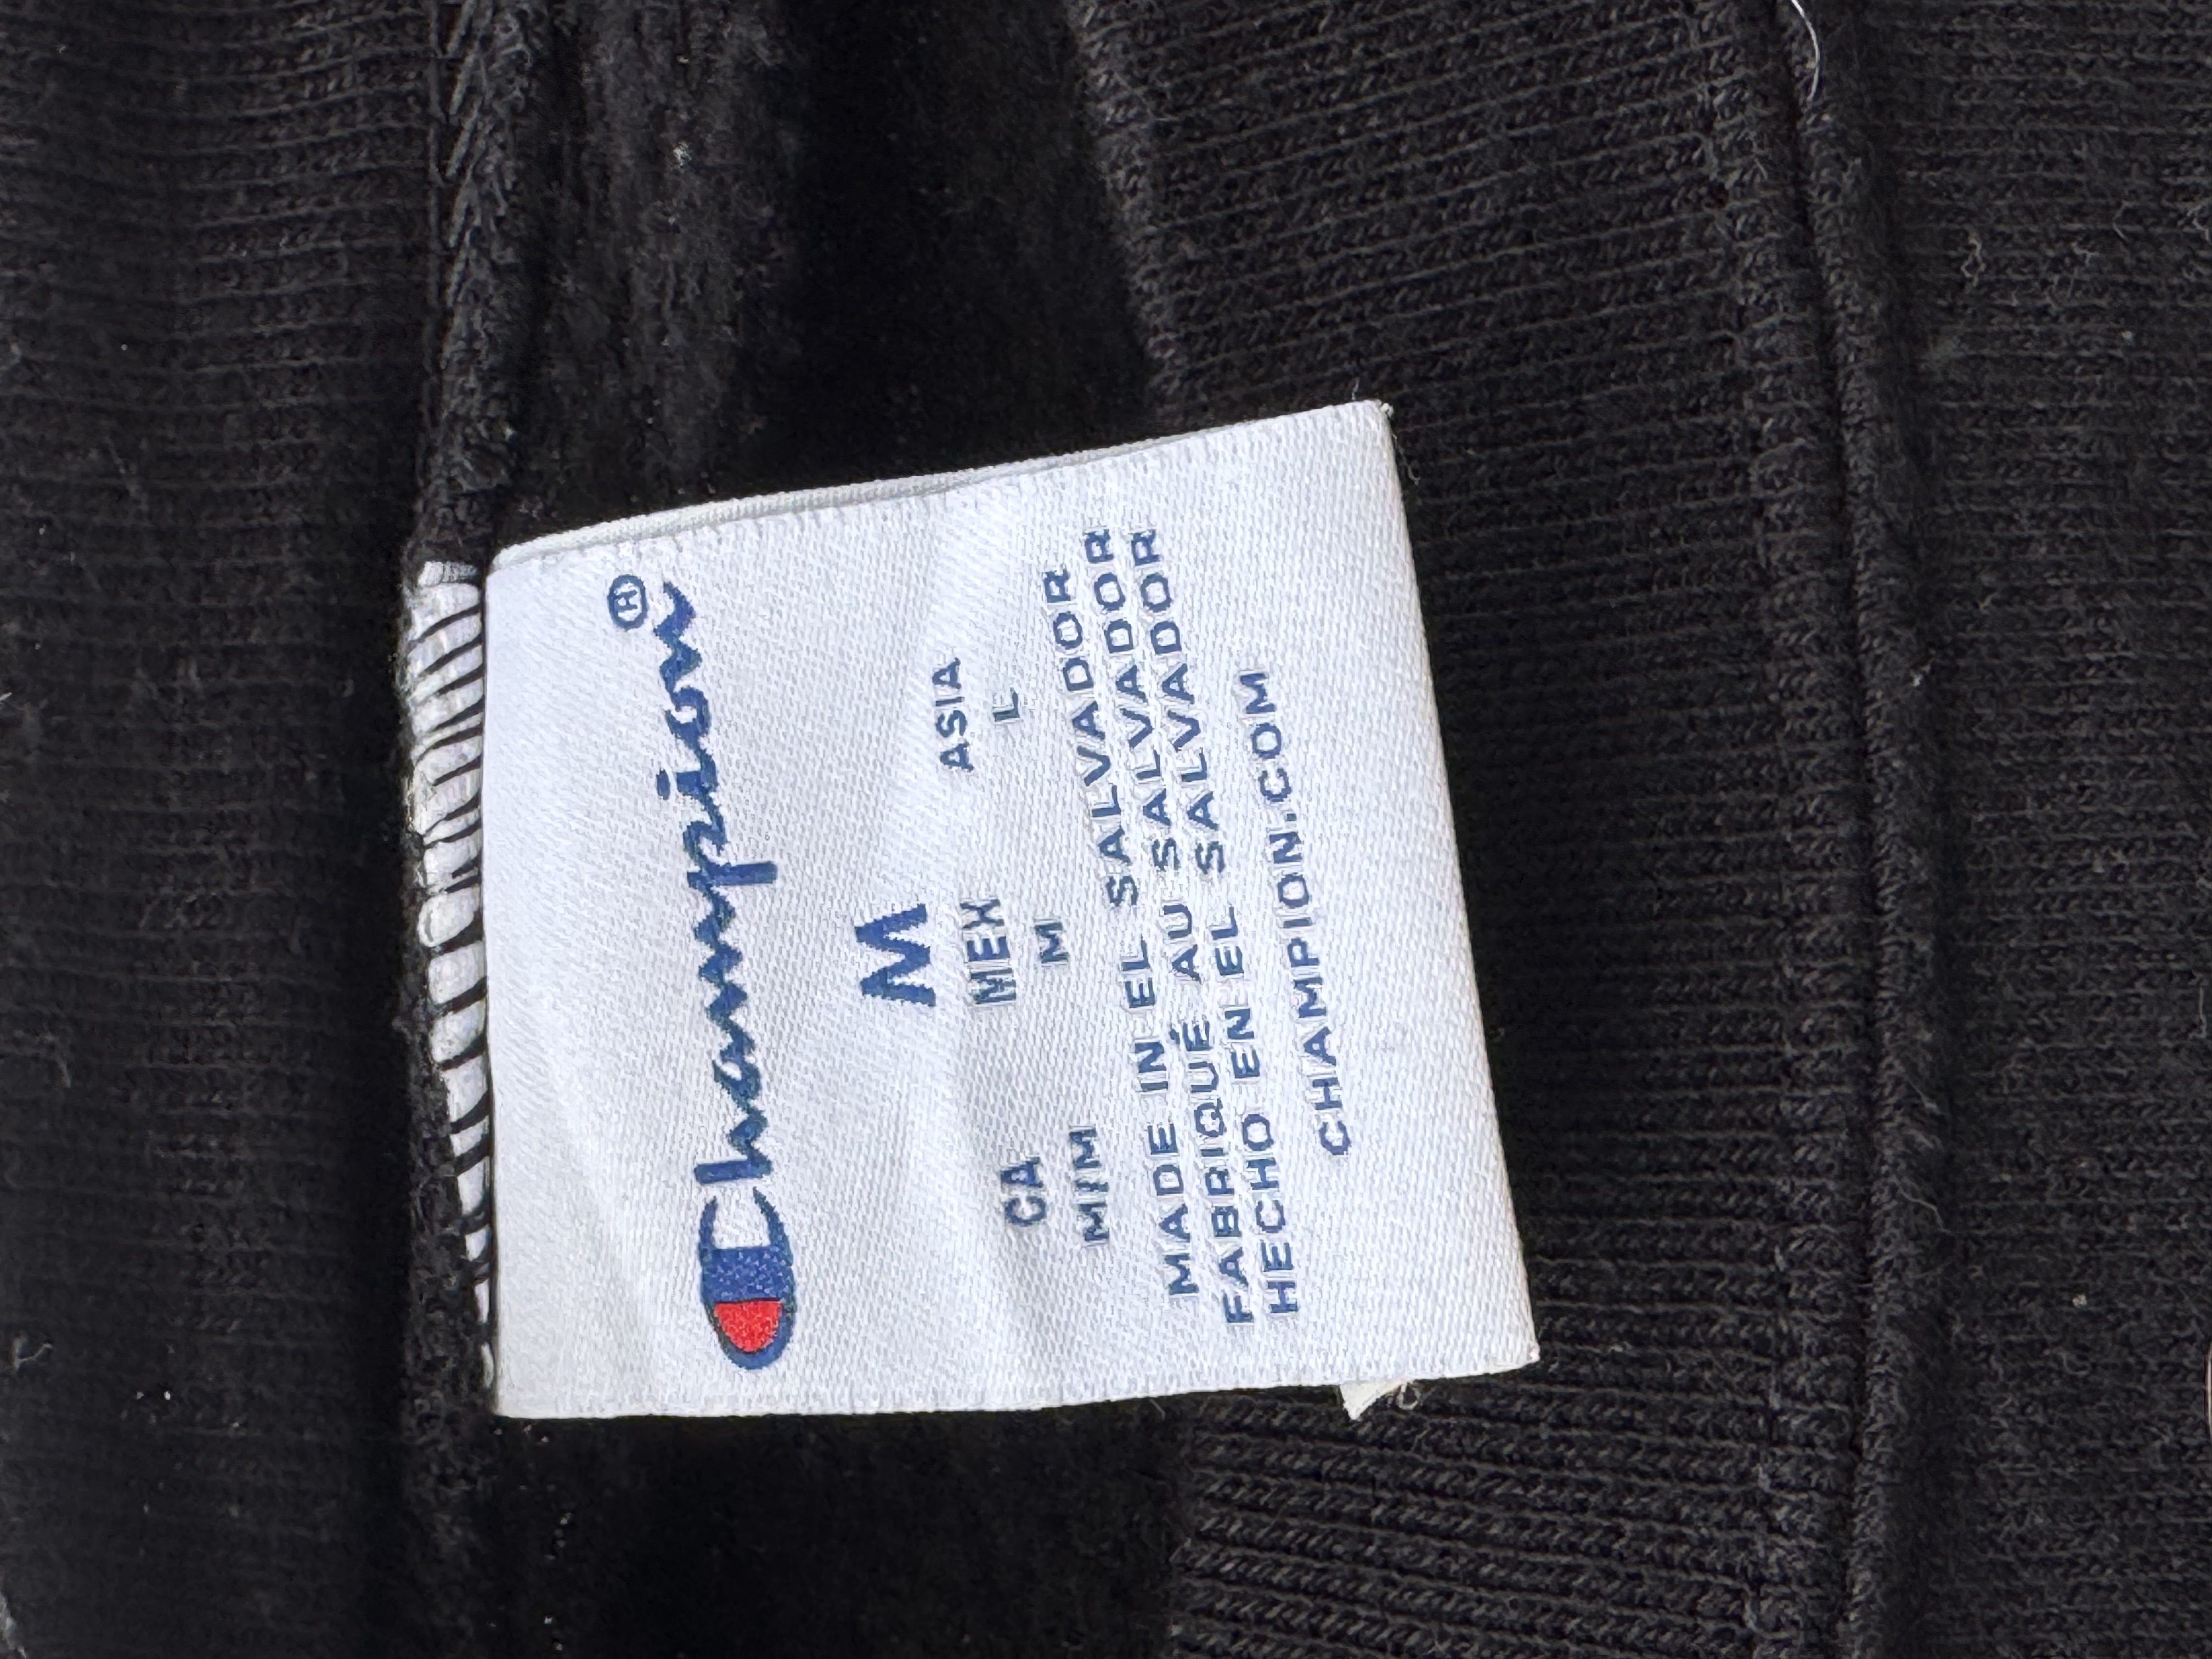 Champion®
M
CA MEX ASIA
M/M M L
MADE IN EL SALVADOR
FABRIQUÉ AU SALVADOR
HECHO EN EL SALVADOR
CHAMPION.COM